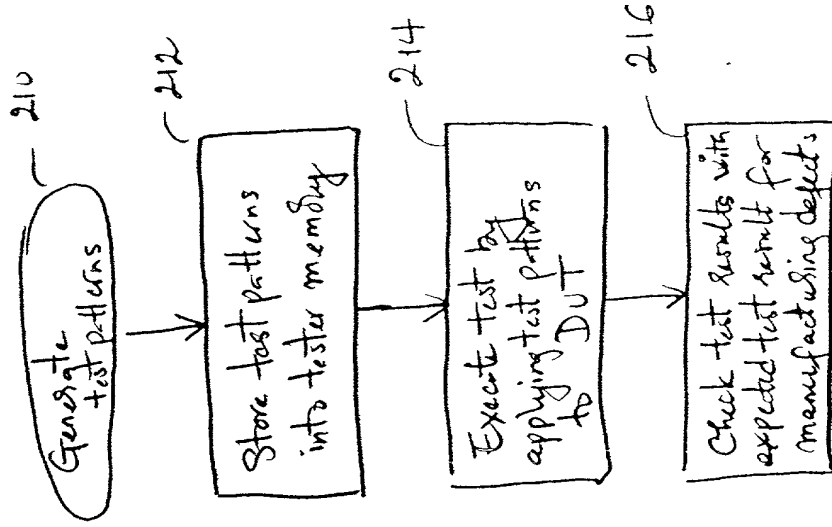 210
Generate
test patterns
212
Store test patterns
into tester memory
214
Execute test by
applying test patterns
to DUT
216
Check test results with
expected test result for
manufacturing defects